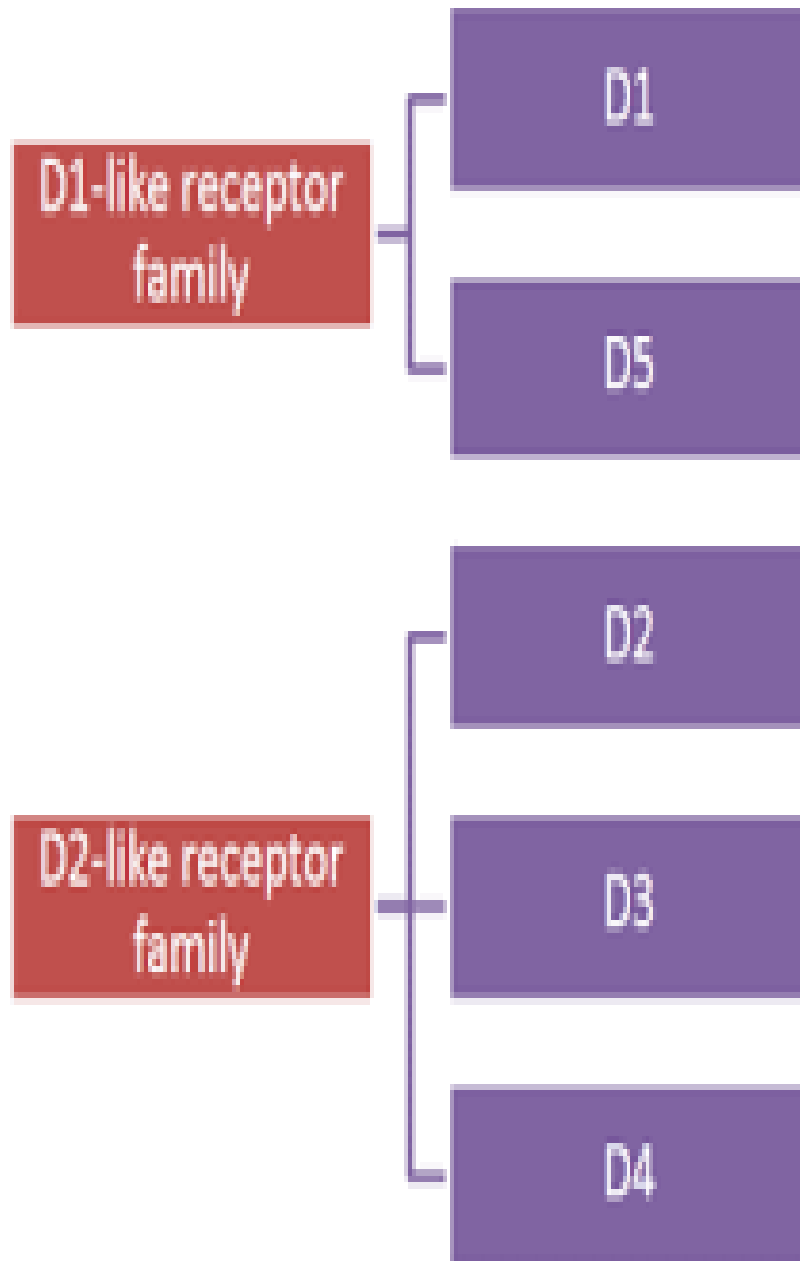 D1-like receptor
family
D1
D5
D2-like receptor
family
D2
D3
D4